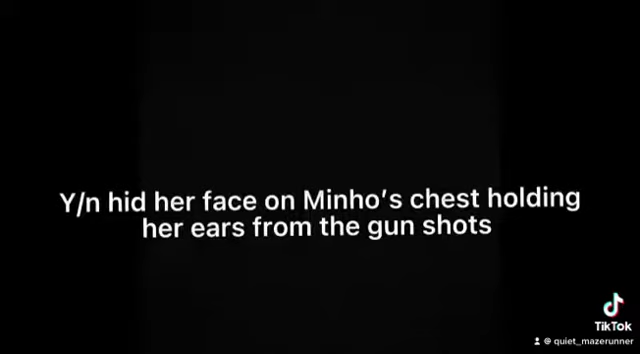 Y/n hid her face on Minho's chest holding
her ears from the gun shots
TikTok
@ quiet_mazerunner